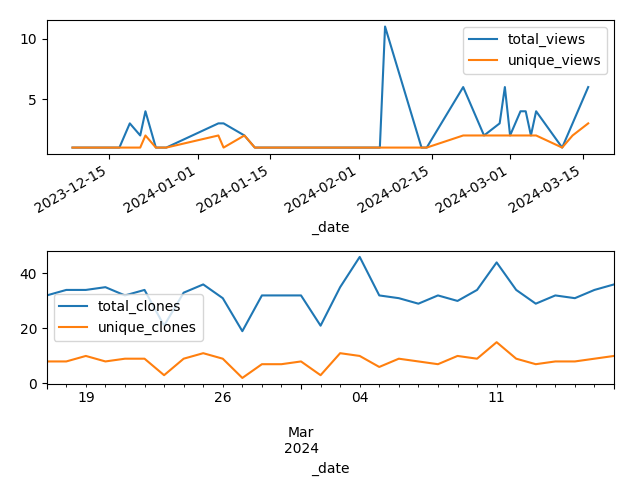 10
5
total_views
unique_views
2023-12-15
2024-01-01
2024-01-15
2024-02-01
2024-02-15
2024-03-01
2024-03-15
_date
40
20
0
total_clones
unique_clones
19 26 04 11
Mar
2024
_date